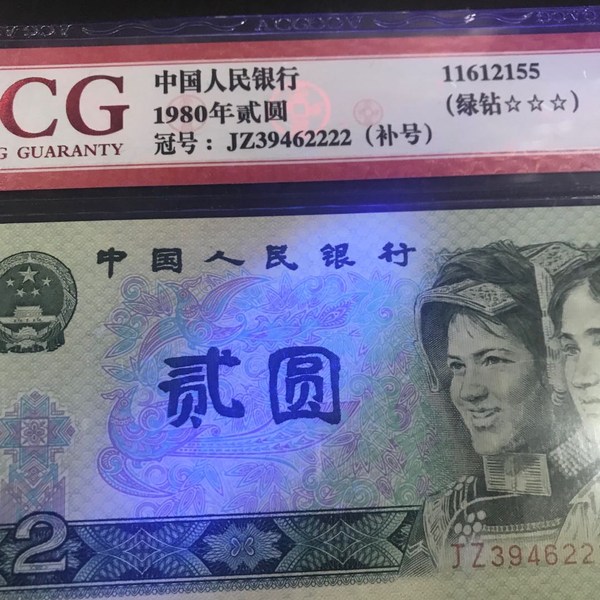 ACGCCV
CG
G GUARANTY
中国人民银行
1980年贰圆
冠号：JZ39462222（补号）
11612155
（绿钻☆☆☆）
中国人民银行
贰圆
2
JZ394622